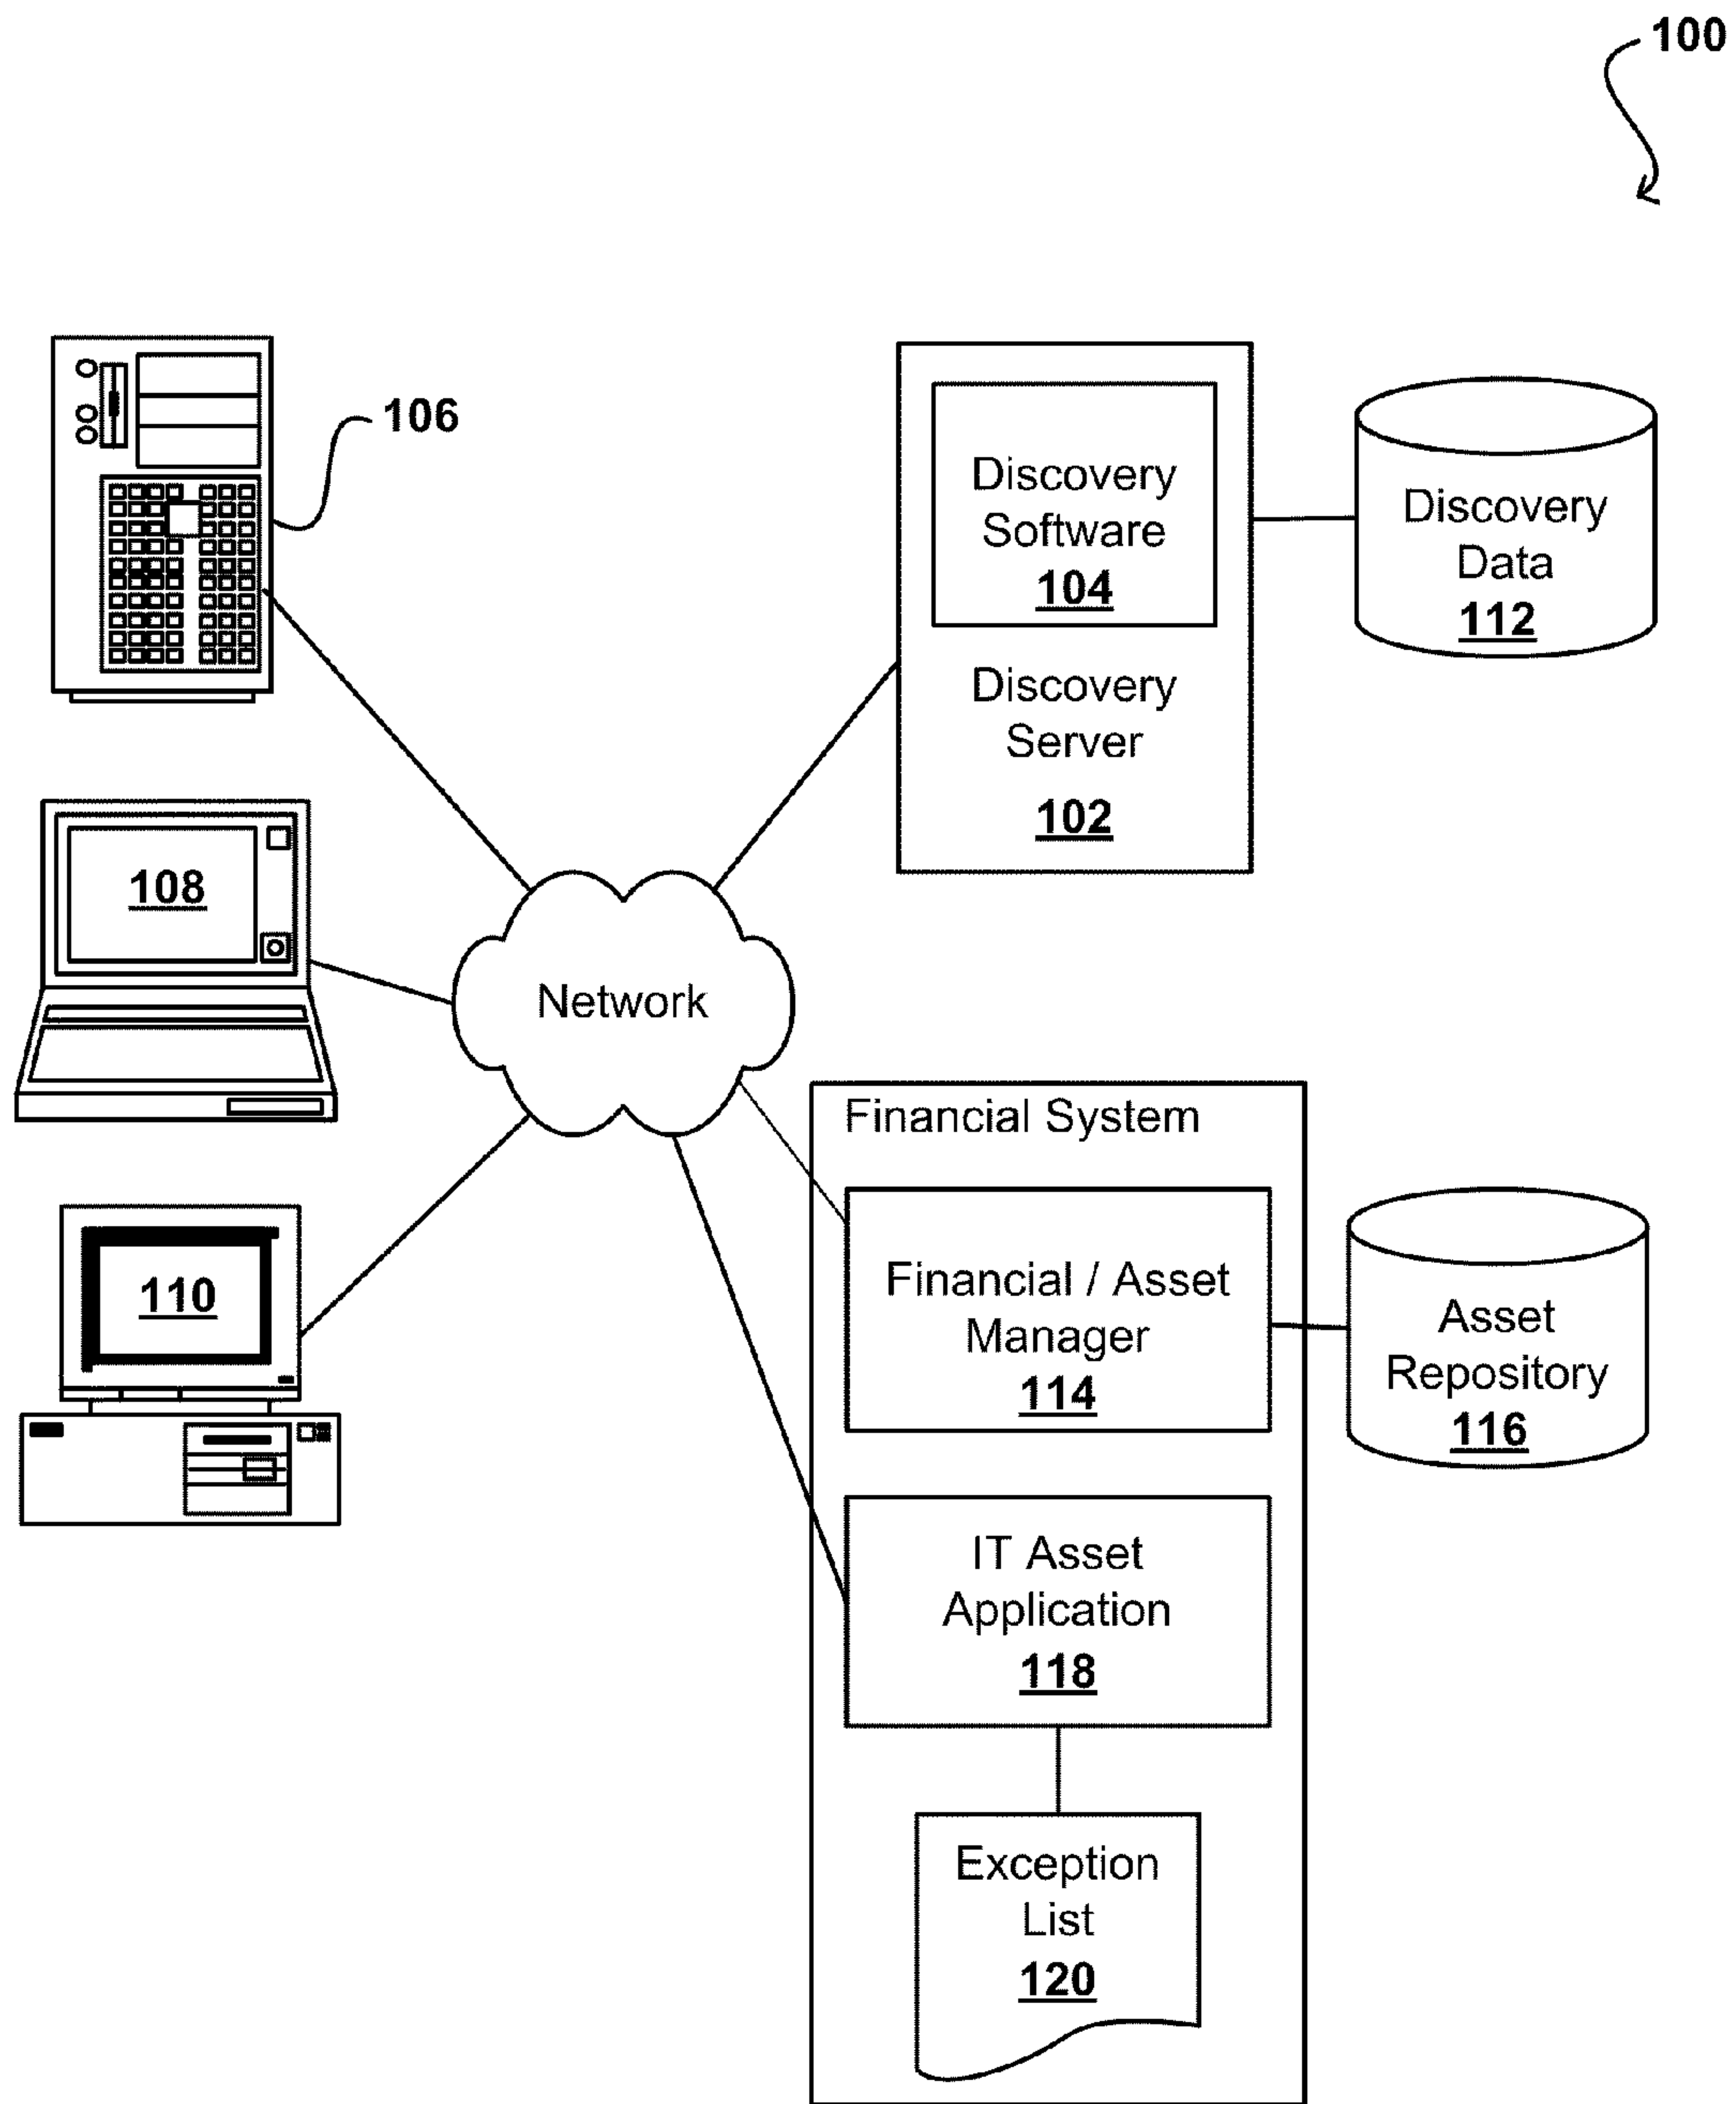 100
106
Discovery
Software
104
Discovery
Server
102
Discovery
Data
112
108
Network
110
Financial System
Financial / Asset
Manager
114
Asset
Repository
116
IT Asset
Application
118
Exception
List
120